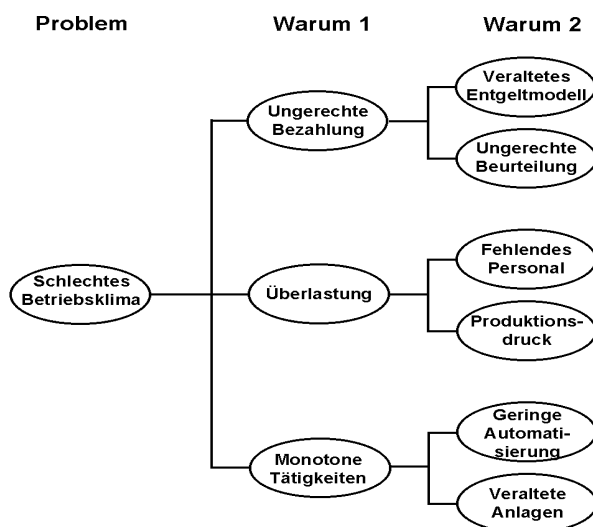 Problem
Warum 1
Warum 2
Schlechtes
Betriebsklima
Ungerechte
Bezahlung
Veraltetes
Entgeltmodell
Ungerechte
Beurteilung
Überlastung
Fehlendes
Personal
Produktions-
druck
Monotone
Tätigkeiten
Geringe
Automati-
sierung
Veraltete
Anlagen